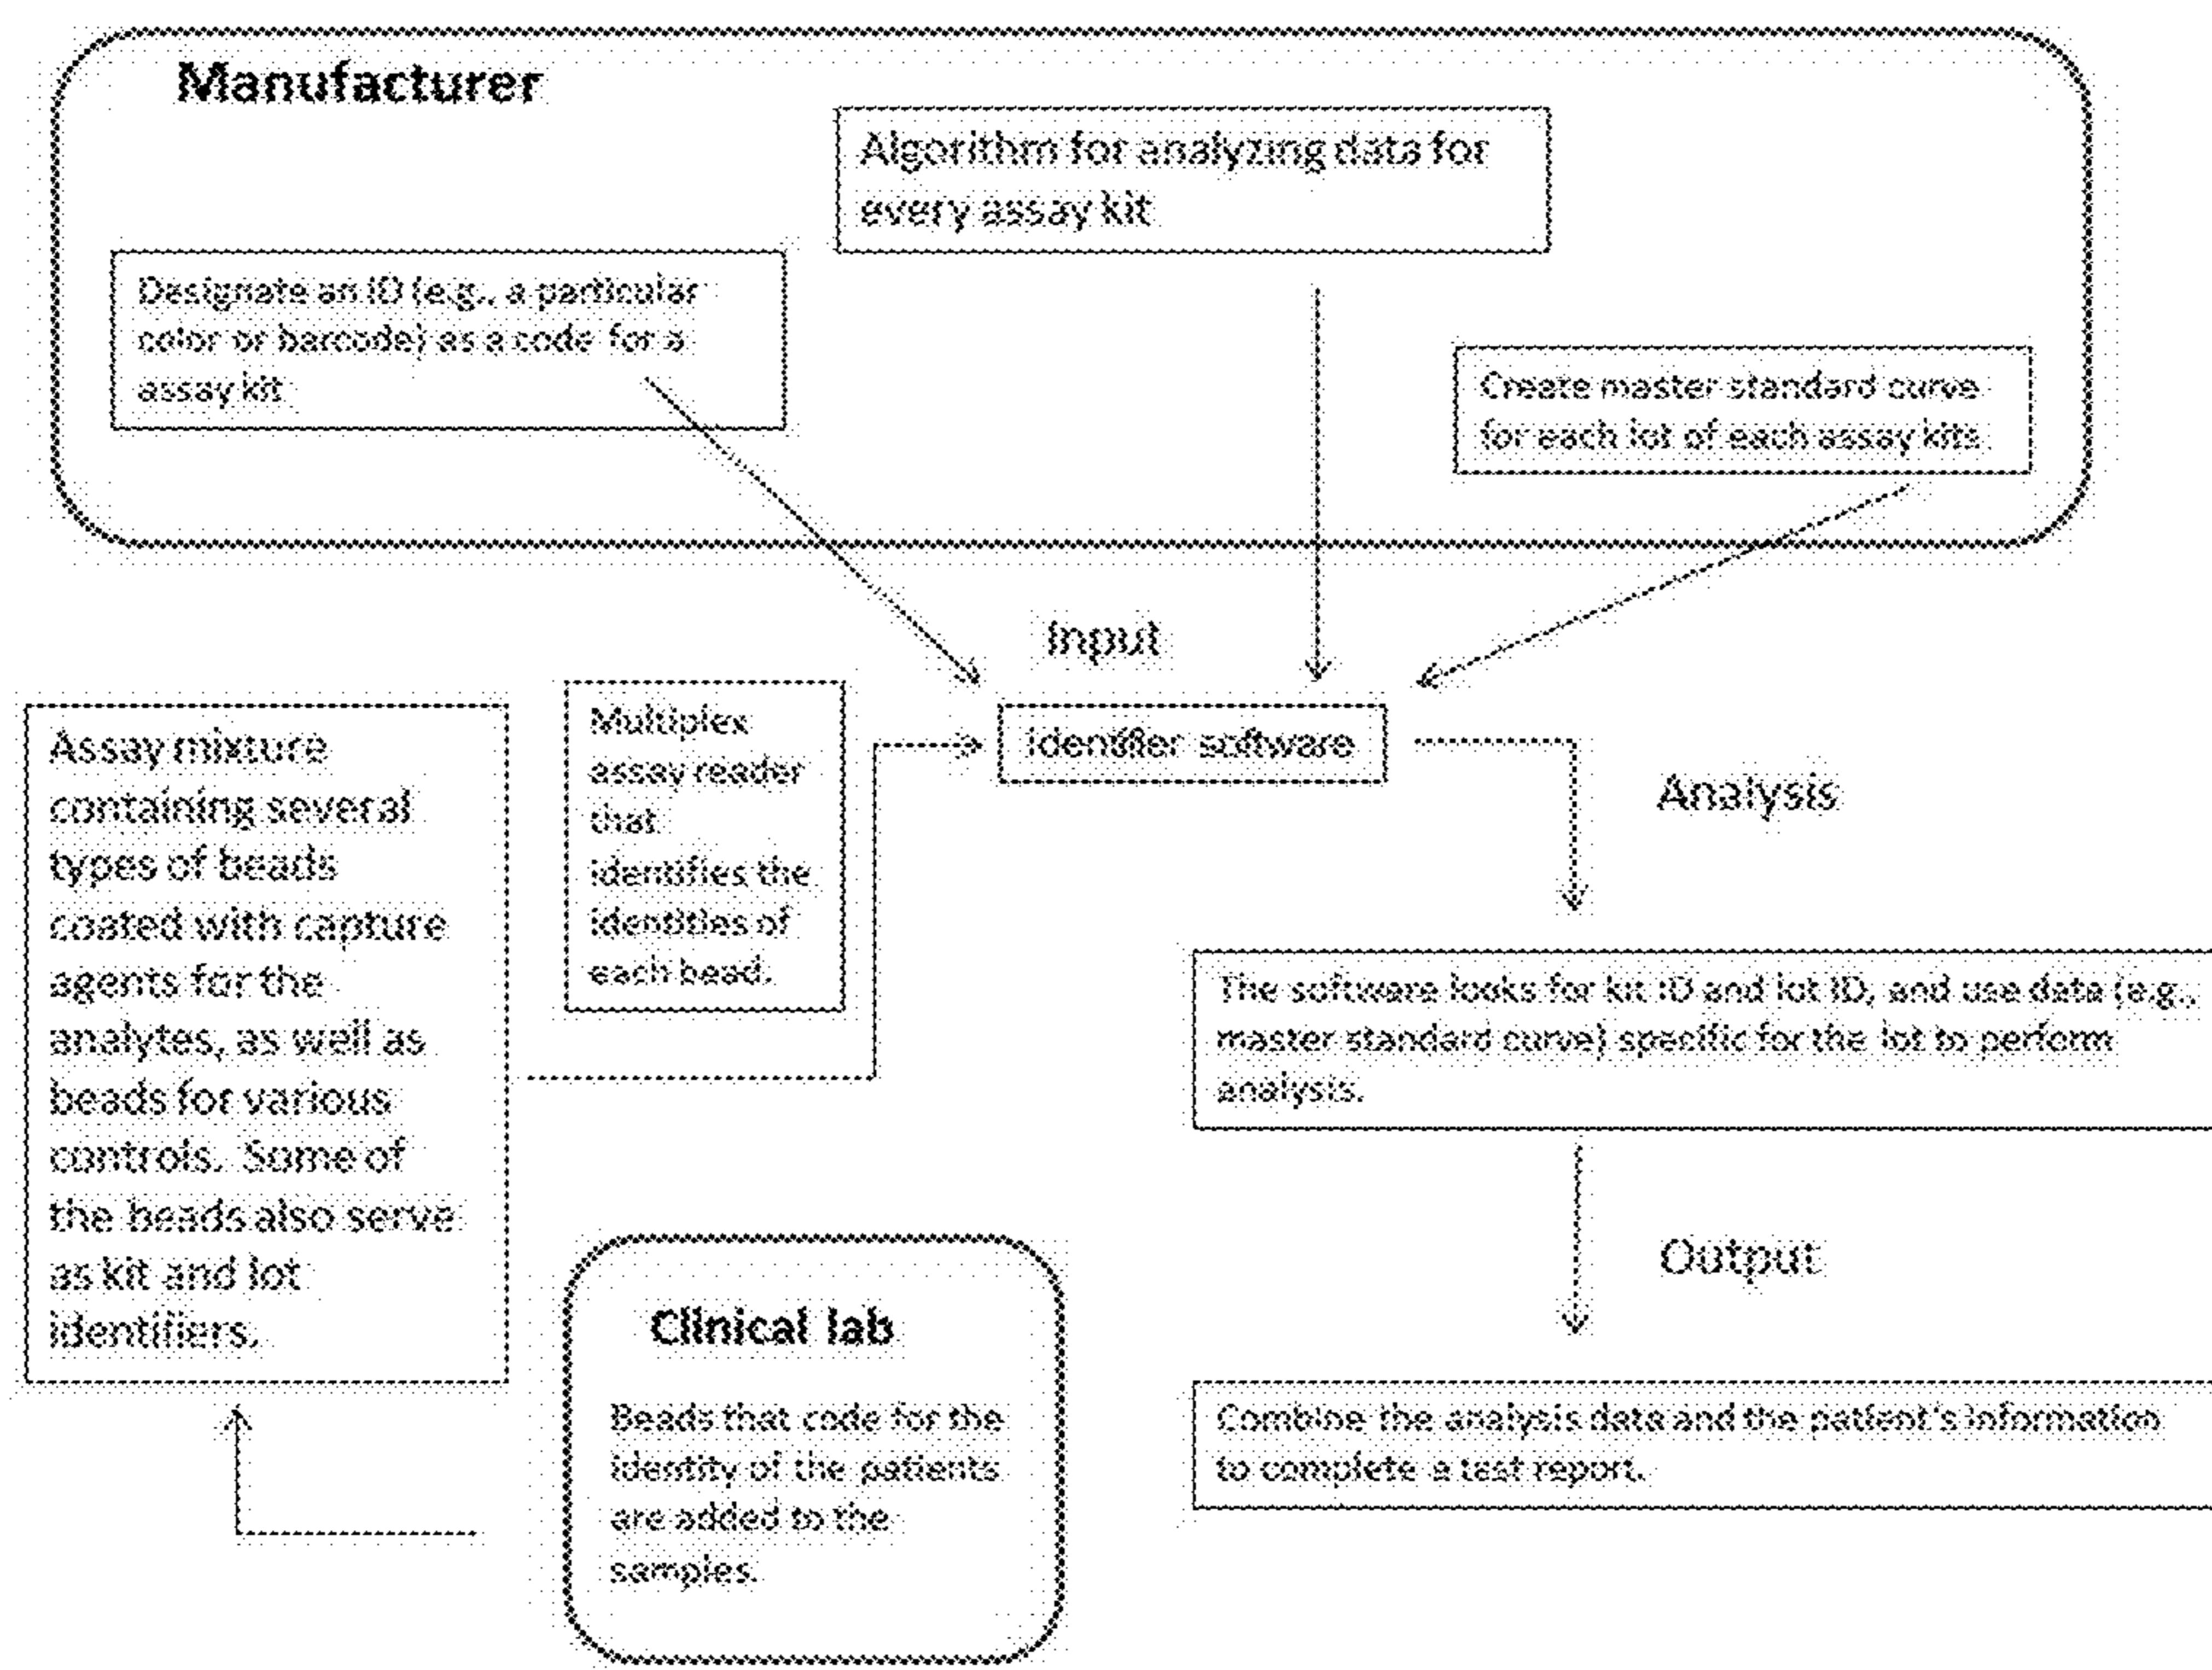 Manufacturer
Algorithm for analyzing data for
every assay kit
Designate an ID (e.g., a particular
color or barcode) as a code for a
assay kit
Create master standard curve
for each lot of each assay kits
Input
Identifier software
Multiplex
assay reader
that
identifies the
identities of
each bead.
Assay mixture
containing several
types of beads
coated with capture
agents for the
analytes, as well as
beads for various
controls. Some of
the beads also serve
as kit and lot
identifiers.
Analysis
The software looks for kit ID and lot ID, and use data (e.g.,
master standard curve) specific for the lot to perform
analysis.
Output
Clinical lab
Beads that code for the
identity of the patients
are added to the
samples.
Combine the analysis data and the patient's information
to complete a test report.